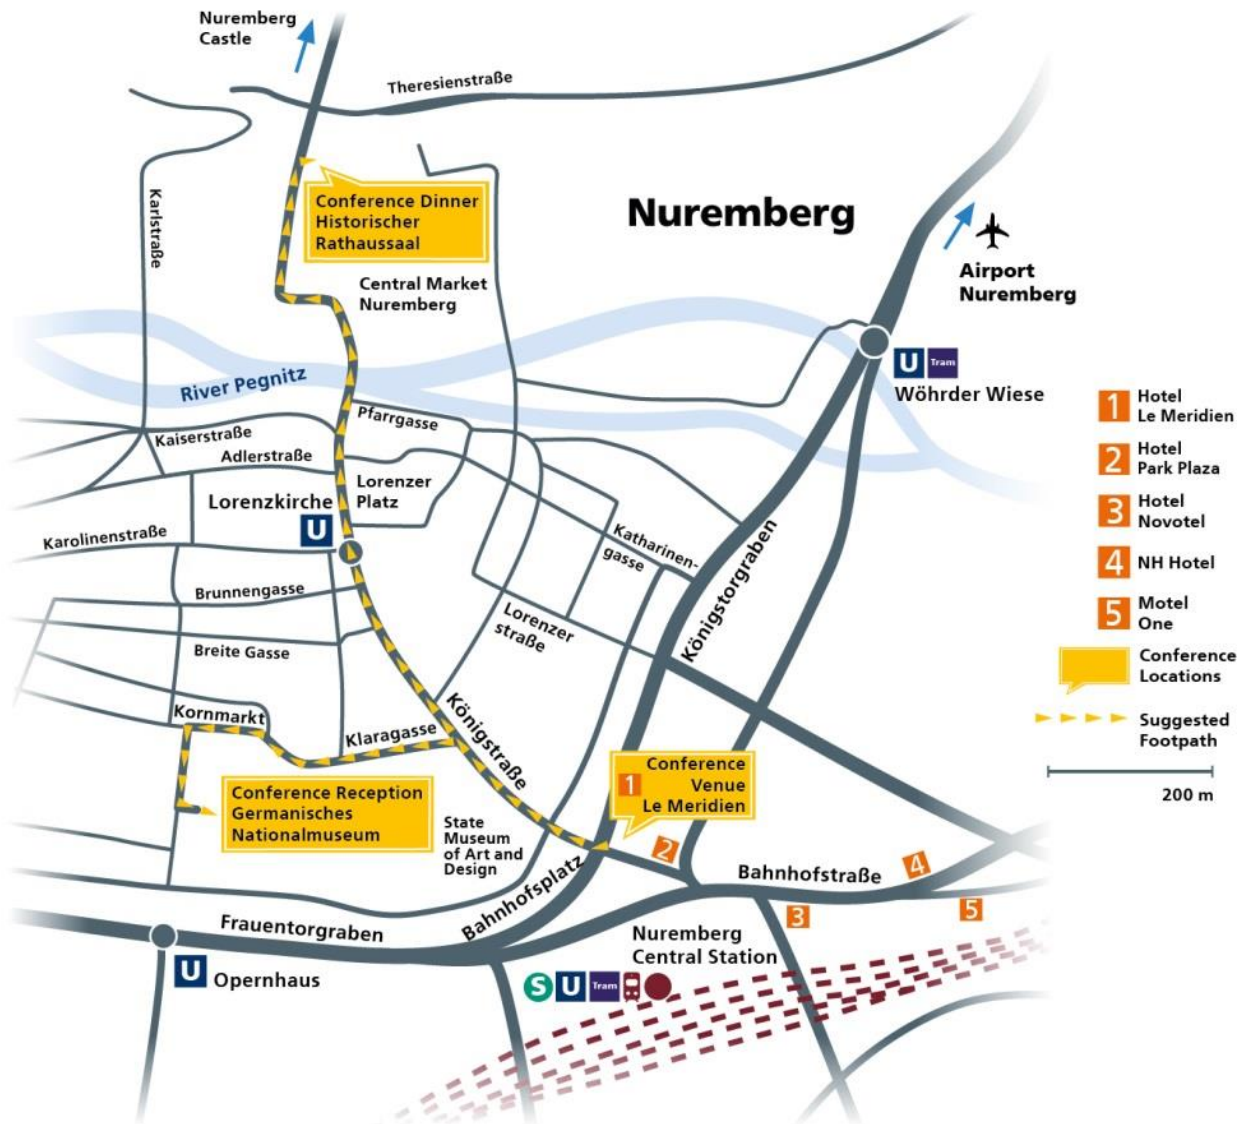 Nuremberg
Castle
Theresienstraße
Karlstraße
Conference Dinner
Historischer
Rathaussaal
Nuremberg
Central Market
Nuremberg
Airport
Nuremberg
River Pegnitz
U Tram
Wöhrder Wiese
1 Hotel
Le Meridien
2 Hotel
Park Plaza
3 Hotel
Novotel
4 NH Hotel
5 Motel
One
Conference
Locations
Suggested
Footpath
200 m
Pfarrgasse
Kaiserstraße
Adlerstraße
Lorenzer
Platz
Lorenzkirche
U
Karolinenstraße
Katharinen-
gasse
Königstorgraben
Brunnengasse
Lorenzer
straße
Breite Gasse
Kornmarkt
Klaragasse
Königstraße
Conference
1 Venue
Le Meridien
Conference Reception
Germanisches
Nationalmuseum
State
Museum
of Art and
Design
2
Bahnhofstraße
4
3
5
Bahnhofsplatz
Frauentorgraben
Nuremberg
Central Station
S U Tram
U Opernhaus